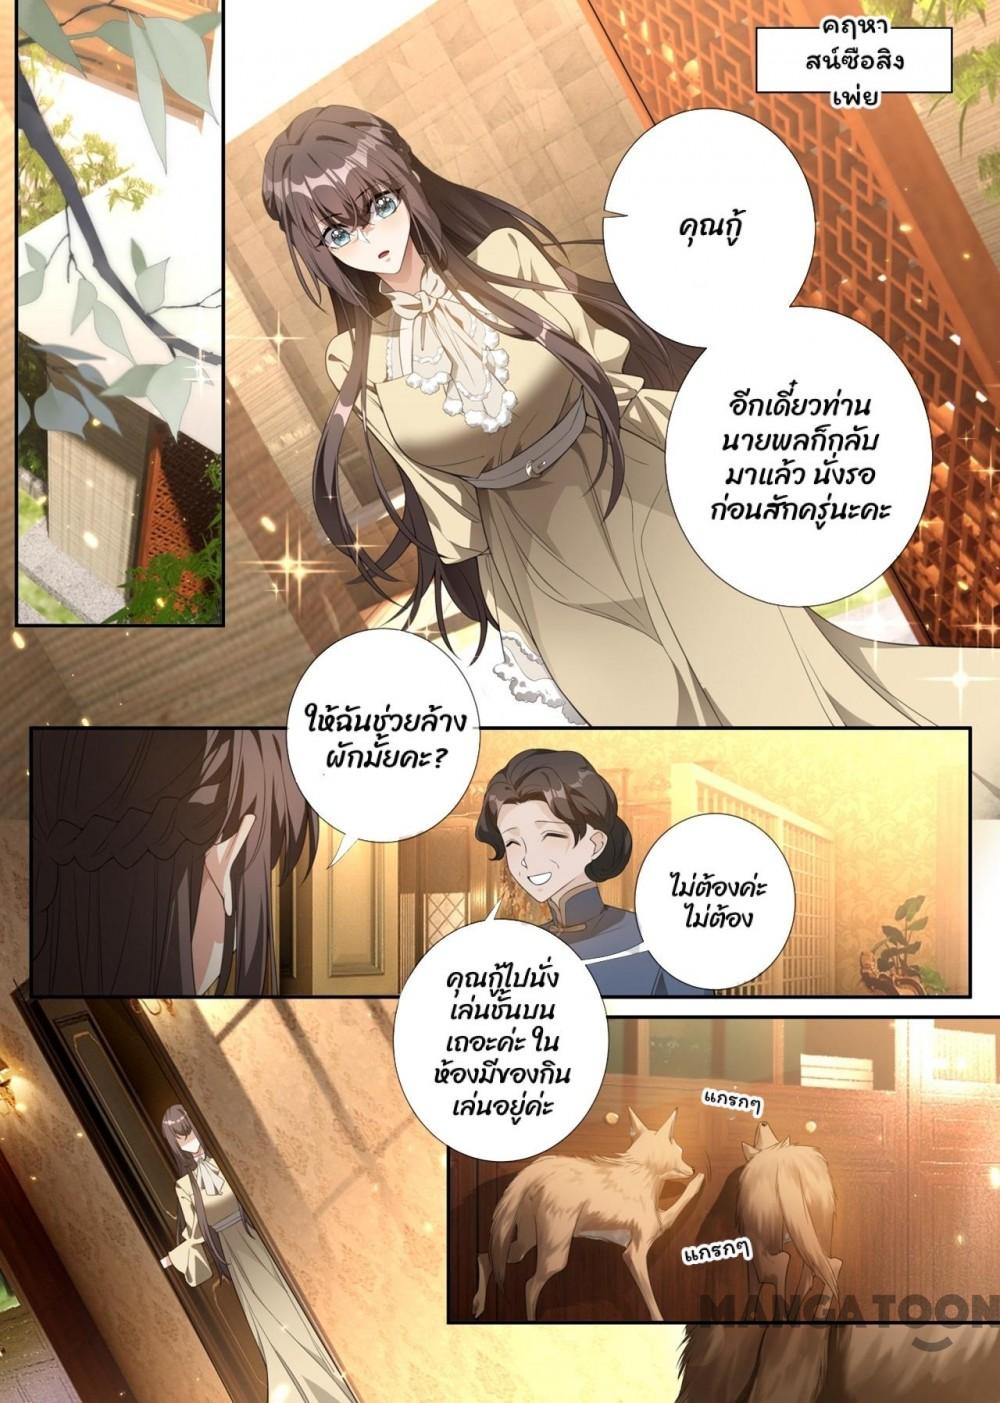 คฤหา
สน์ซือสิง
เพ่ย
คุณกู้
อีกเดี๋ยวท่าน
นายพลก็กลับ
มาแล้ว นั่งรอ
ก่อนสักครู่นะคะ
ให้ฉันช่วยล้าง
ผักมั้ยคะ?
ไม่ต้องค่ะ
ไม่ต้อง
คุณกู้ไปนั่ง
เล่นชั้นบน
เถอะค่ะ ใน
ห้องมีของกิน
เล่นอยู่ค่ะ
แกรกๆ
แกรกๆ
MANGATOON